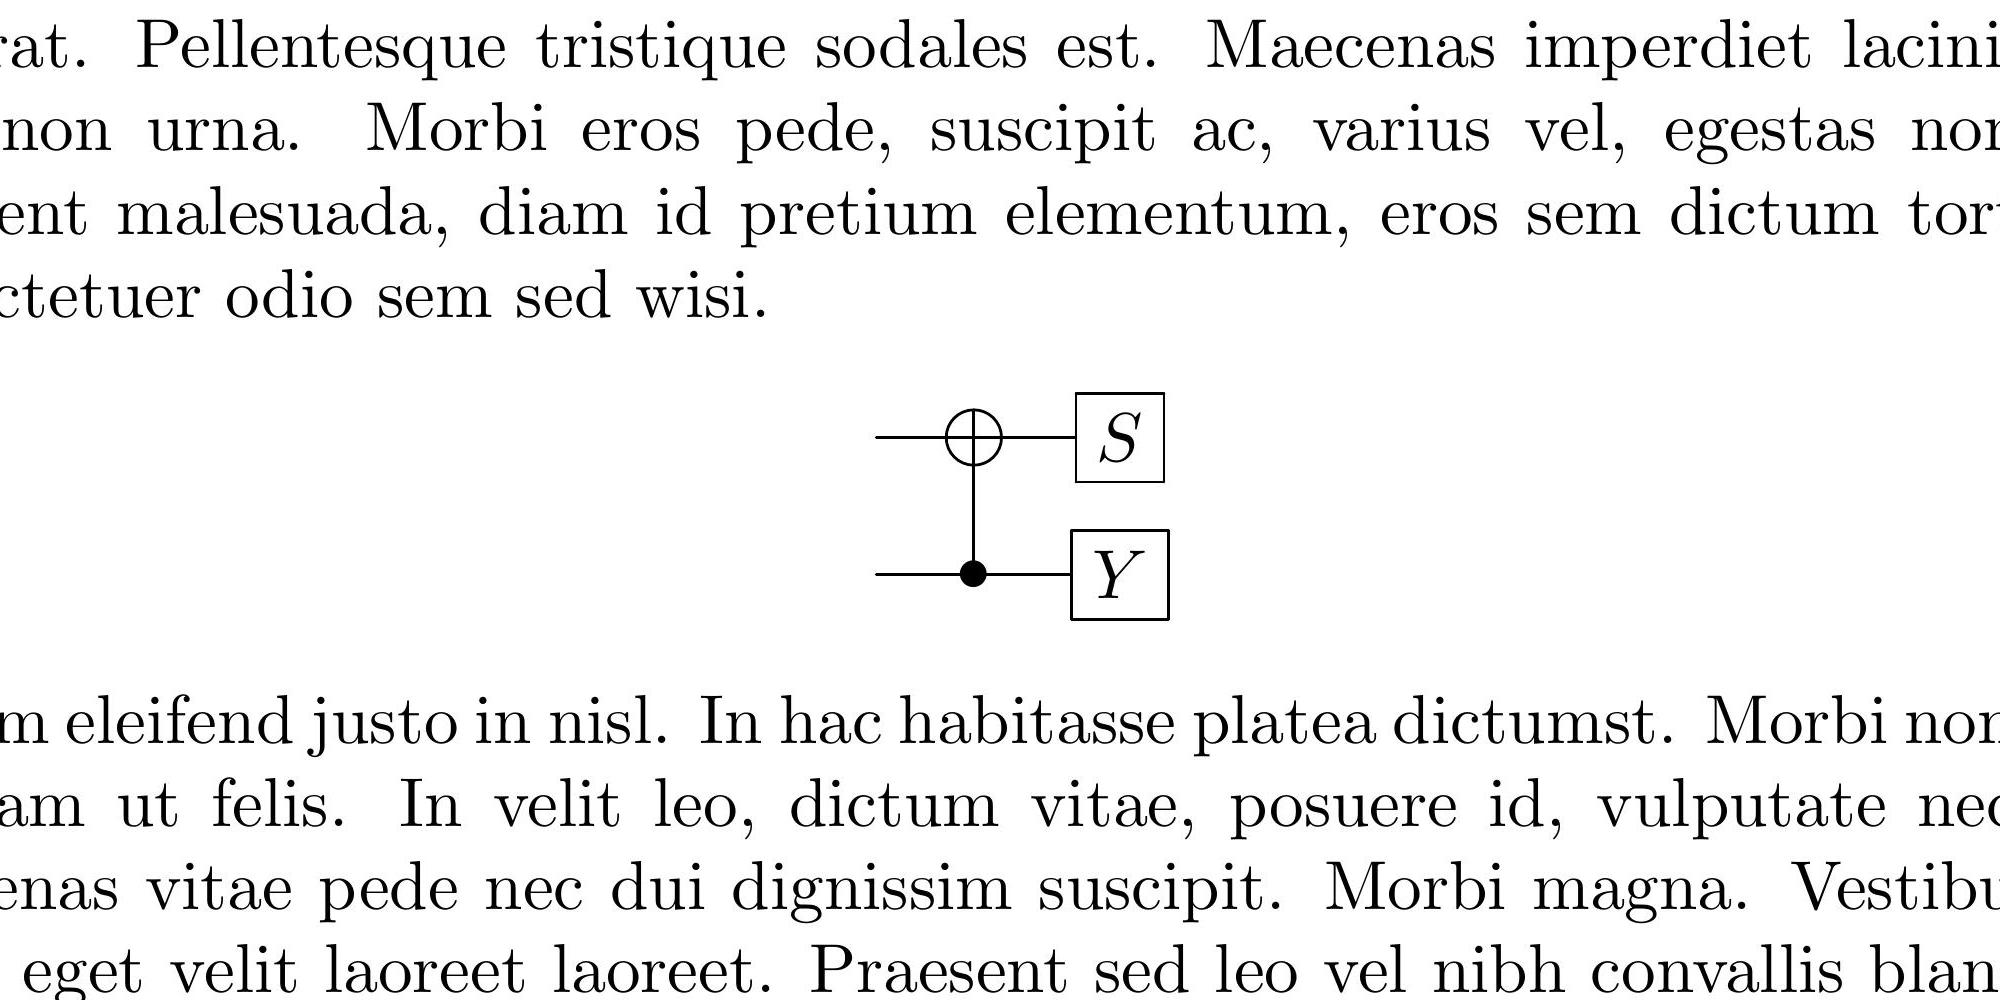 rat. Pellentesque tristique sodales est. Maecenas imperdiet lacini
non urna. Morbi eros pede, suscipit ac, varius vel, egestas non
ent malesuada, diam id pretium elementum, eros sem dictum tort
ctetuer odio sem sed wisi.
S
Y
m eleifend justo in nisl. In hac habitasse platea dictumst. Morbi non
am ut felis. In velit leo, dictum vitae, posuere id, vulputate nec
enas vitae pede nec dui dignissim suscipit. Morbi magna. Vestibu
eget velit laoreet laoreet. Praesent sed leo vel nibh convallis blan